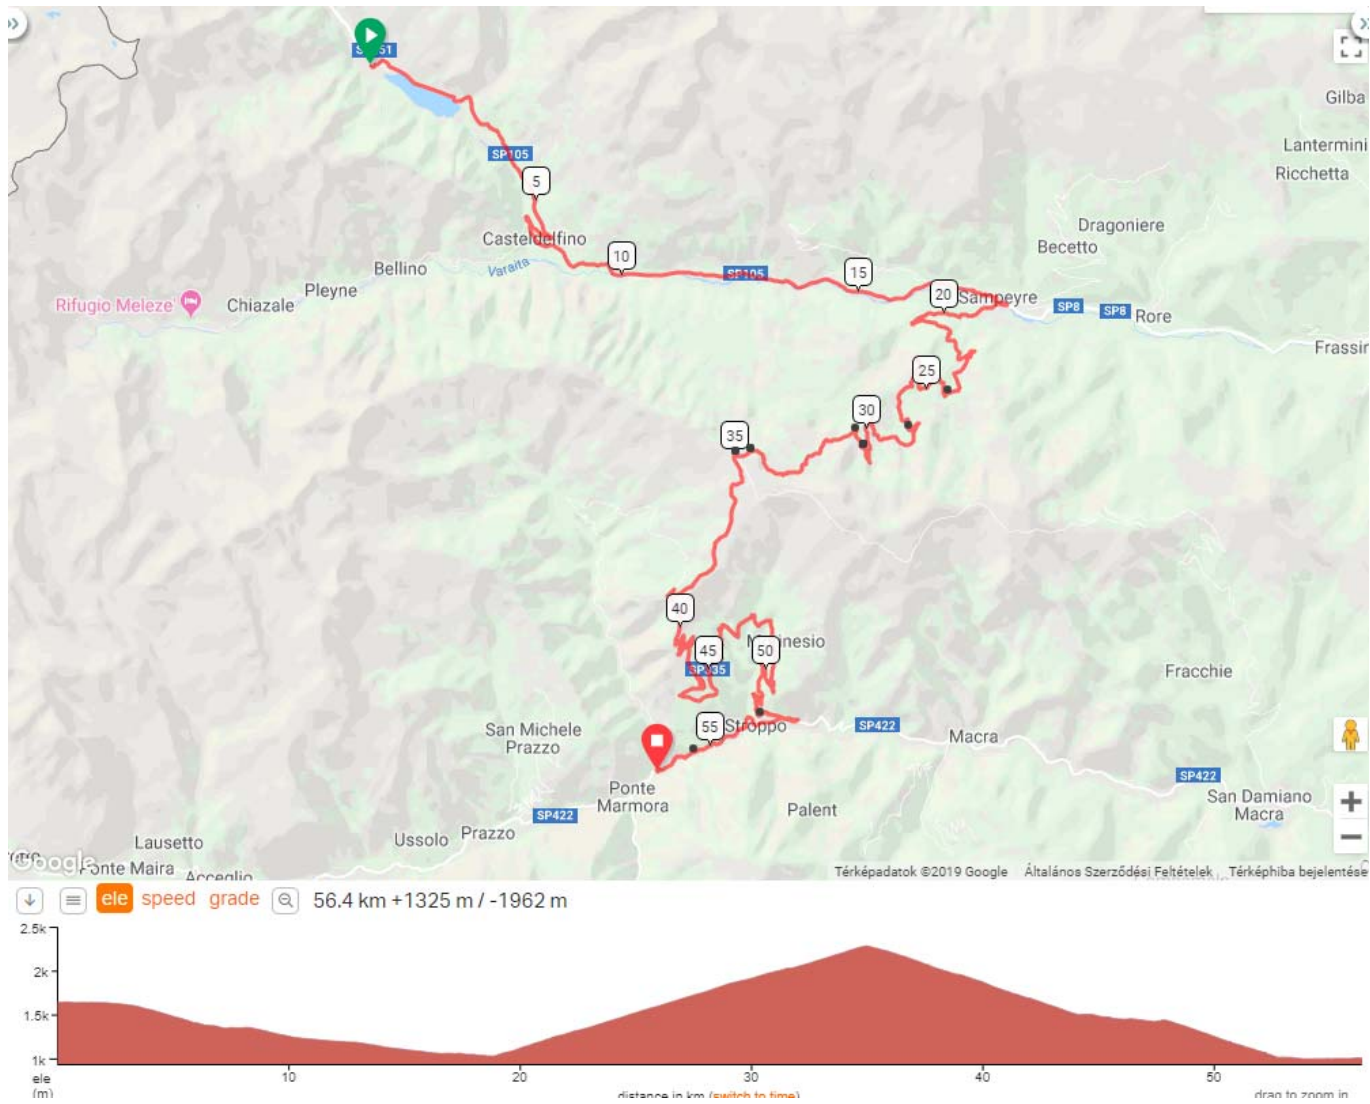 SP251
Gilba
Lantermini
Ricchetta
SP105
5
Dragoniere
Becetto
Casteldelfino
10
SP105
15
Bellino
Varaita
Pleyne
Rifugio Meleze
Chiazale
20
Sampeyre
SP8
SP8
Rore
Frassin
25
30
35
40
45
50
SP335
Fracchie
55
Stroppo
SP422
Macra
San Michele
Prazzo
SP422
San Damiano
Macra
Ponte
Marmora
SP422
Palent
Lausetto
Ussolo
Prazzo
Google
Ponte Maira
Acceglio
Térképadatok ©2019 Google
Általános Szerződési Feltételek
Térképhiba bejelentése
ele
speed
grade
56.4 km +1325 m / -1962 m
2.5k
2k
1.5k
1k
ele
(m)
10
20
30
40
50
distance in km (switch to time)
drag to zoom in